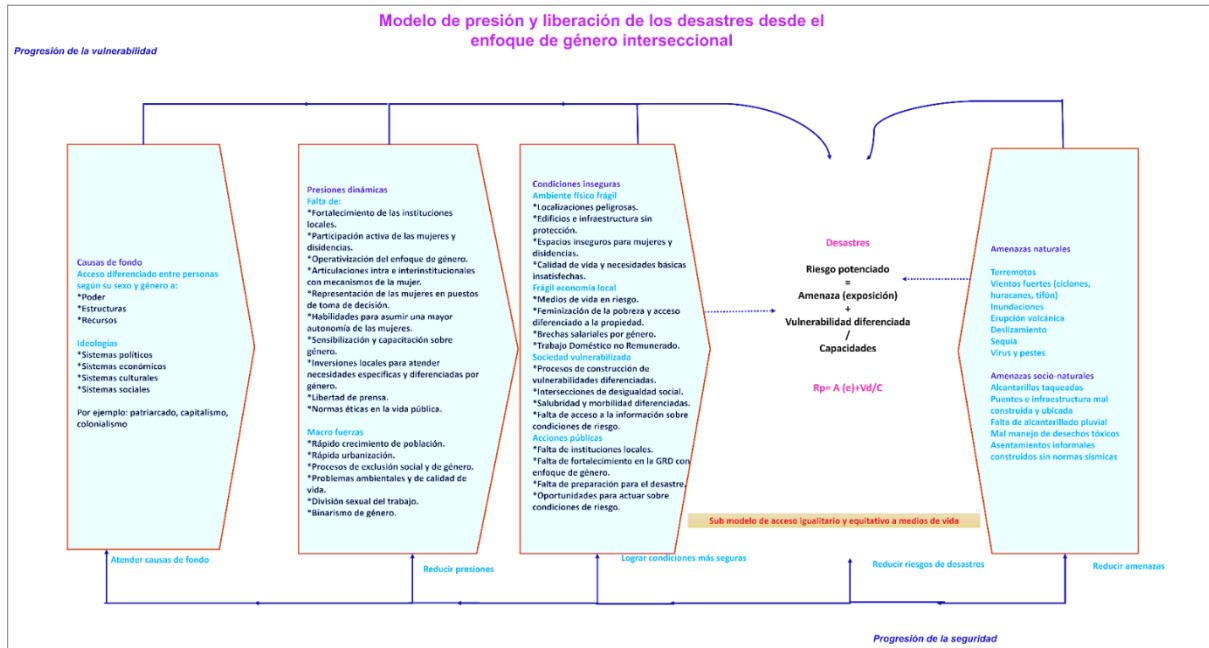 Modelo de presión y liberación de los desastres desde el
enfoque de género interseccional
Progresión de la vulnerabilidad
Causas de fondo
Acceso diferenciado entre personas
según su sexo y género a:
*Poder
*Estructuras
*Recursos
Ideologías
*Sistemas políticos
*Sistemas económicos
*Sistemas culturales
*Sistemas sociales
Por ejemplo: patriarcado, capitalismo,
colonialismo
Presiones dinámicas
Falta de:
*Fortalecimiento de las instituciones
locales.
*Participación activa de las mujeres y
disidencias.
*Operativización del enfoque de género.
*Articulaciones intra e interinstitucionales
con mecanismos de la mujer.
*Representación de las mujeres en puestos
de toma de decisión.
*Habilidades para asumir una mayor
autonomía de las mujeres.
*Sensibilización y capacitación sobre
género.
*Inversiones locales para atender
necesidades específicas y diferenciadas por
género.
*Libertad de prensa.
*Normas éticas en la vida pública.
Macro fuerzas
*Rápido crecimiento de población.
*Rápida urbanización.
*Procesos de exclusión social y de género.
*Problemas ambientales y de calidad de
vida.
*División sexual del trabajo.
*Binarismo de género.
Condiciones inseguras
Ambiente físico frágil
*Localizaciones peligrosas.
*Edificios e infraestructura sin
protección.
*Espacios inseguros para mujeres y
disidencias.
*Calidad de vida y necesidades básicas
insatisfechas.
Frágil economía local
*Medios de vida en riesgo.
*Feminización de la pobreza y acceso
diferenciado a la propiedad.
*Brechas salariales por género.
*Trabajo Doméstico no Remunerado.
Sociedad vulnerabilizada
*Procesos de construcción de
vulnerabilidades diferenciadas.
*Intersecciones de desigualdad social.
*Salubridad y morbilidad diferenciadas.
*Falta de acceso a la información sobre
condiciones de riesgo.
Acciones públicas
*Falta de instituciones locales.
*Falta de fortalecimiento en la GRD con
enfoque de género.
*Falta de preparación para el desastre.
*Oportunidades para actuar sobre
condiciones de riesgo.
Desastres
Riesgo potenciado
=
Amenaza (exposición)
+
Vulnerabilidad diferenciada
/
Capacidades
Rp= A (e)+Vd/C
Sub modelo de acceso igualitario y equitativo a medios de vida
Amenazas naturales
Terremotos
Vientos fuertes (ciclones,
huracanes, tifón)
Inundaciones
Erupción volcánica
Deslizamiento
Sequía
Virus y pestes
Amenazas socio-naturales
Alcantarillas taqueadas
Puentes e infraestructura mal
construida y ubicada
Falta de alcantarillado pluvial
Mal manejo de desechos tóxicos
Asentamientos informales
construidos sin normas sísmicas
Atender causas de fondo
Reducir presiones
Lograr condiciones más seguras
Reducir riesgos de desastres
Reducir amenazas
Progresión de la seguridad